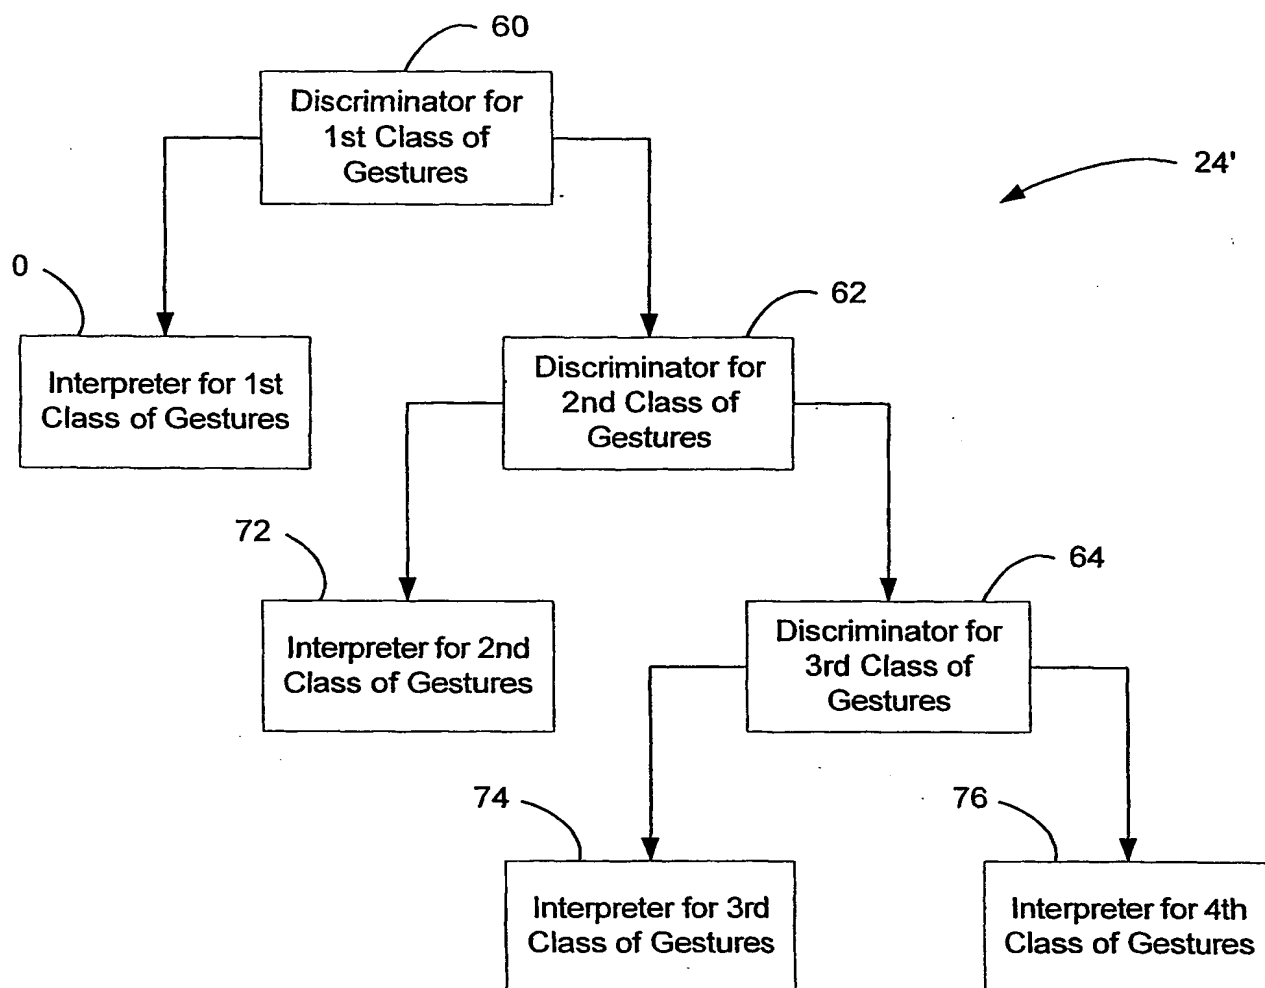 60
Discriminator for
1st Class of
Gestures
24'
0
62
Interpreter for 1st
Class of Gestures
Discriminator for
2nd Class of
Gestures
72
64
Interpreter for 2nd
Class of Gestures
Discriminator for
3rd Class of
Gestures
74
76
Interpreter for 3rd
Class of Gestures
Interpreter for 4th
Class of Gestures